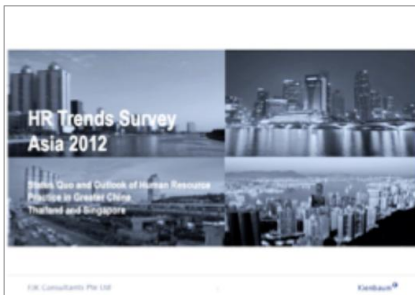 HR Trends Survey
Asia 2012
Status Quo and Outlook of Human Resource
Practice in Greater China
Thailand and Singapore
Consultants Pte Ltd
Kienbaum